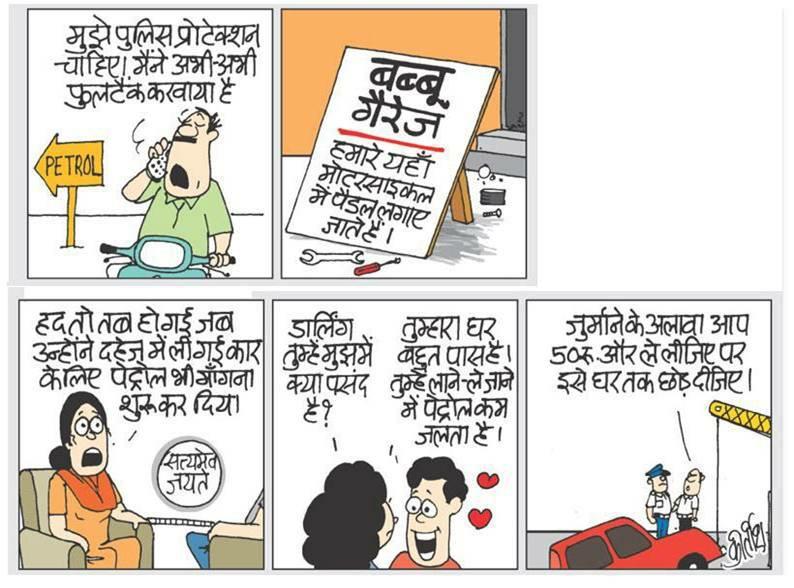 मुझे पुलिस प्रोटेक्शन
चाहिए। मैंने अभी-अभी
फुलटैंक करवाया है
PETROL
बब्बू
गैरेज
हमारे यहाँ
मोटरसाइकल
में पैडल लगाए
जाते हैं।
हद तो तब हो गई जब
उन्होंने दहेज में ली गई कार
के लिए पेट्रोल भी माँगना
शुरू कर दिया
सत्यमेव
जयते
डार्लिंग
तुम्हें मुझमें
क्या पसंद
है?
तुम्हारा घर
बहुत पास है।
तुम्हें लाने-ले जाने
में पेट्रोल कम
जलता है।
जुर्माने के अलावा आप
50रु. और ले लीजिए पर
इसे घर तक छोड़ दीजिए।
कीर्तीश